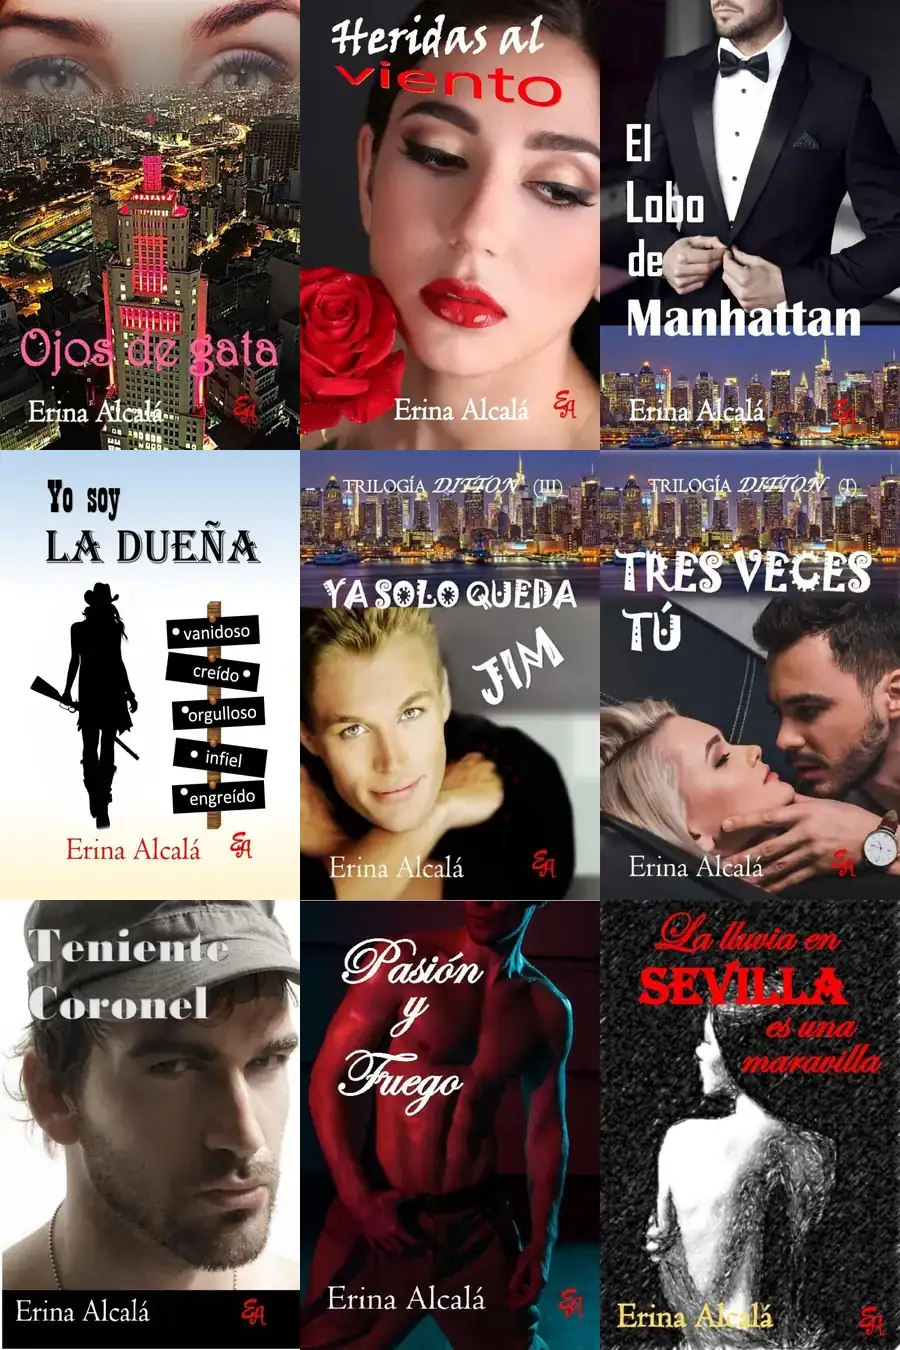 Ojos de gata
Erina Alcalá
EA
Heridas al
viento
Erina Alcalá
EA
El
Lobo
de
Manhattan
Erina Alcalá
EA
Yo soy
LA DUEÑA
vanidoso
creído
orgulloso
infiel
engreído
Erina Alcalá
EA
TRILOGÍA DITTON (III)
YA SOLO QUEDA
JIM
Erina Alcalá
EA
TRILOGÍA DITTON (I)
TRES VECES
TÚ
Erina Alcalá
EA
Teniente
Coronel
Erina Alcalá
EA
Pasión
y
Fuego
Erina Alcalá
EA
La lluvia en
SEVILLA
es una
maravilla
Erina Alcalá
EA